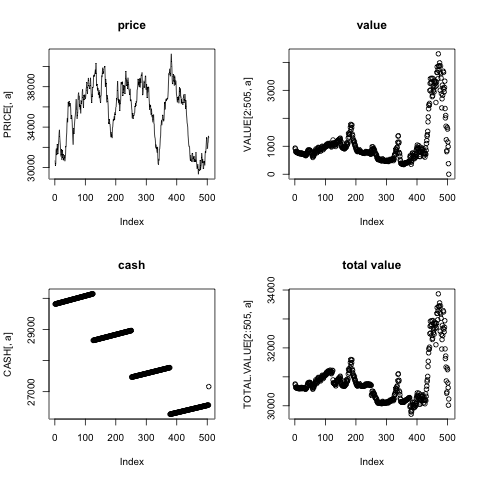 price
PRICE[, a]
30000 34000 38000
0 100 200 300 400 500
Index
value
VALUE[2:505, a]
0 1000 3000
0 100 200 300 400 500
Index
cash
CASH[, a]
27000 29000
0 100 200 300 400 500
Index
total value
TOTAL.VALUE[2:505, a]
30000 32000 34000
0 100 200 300 400 500
Index